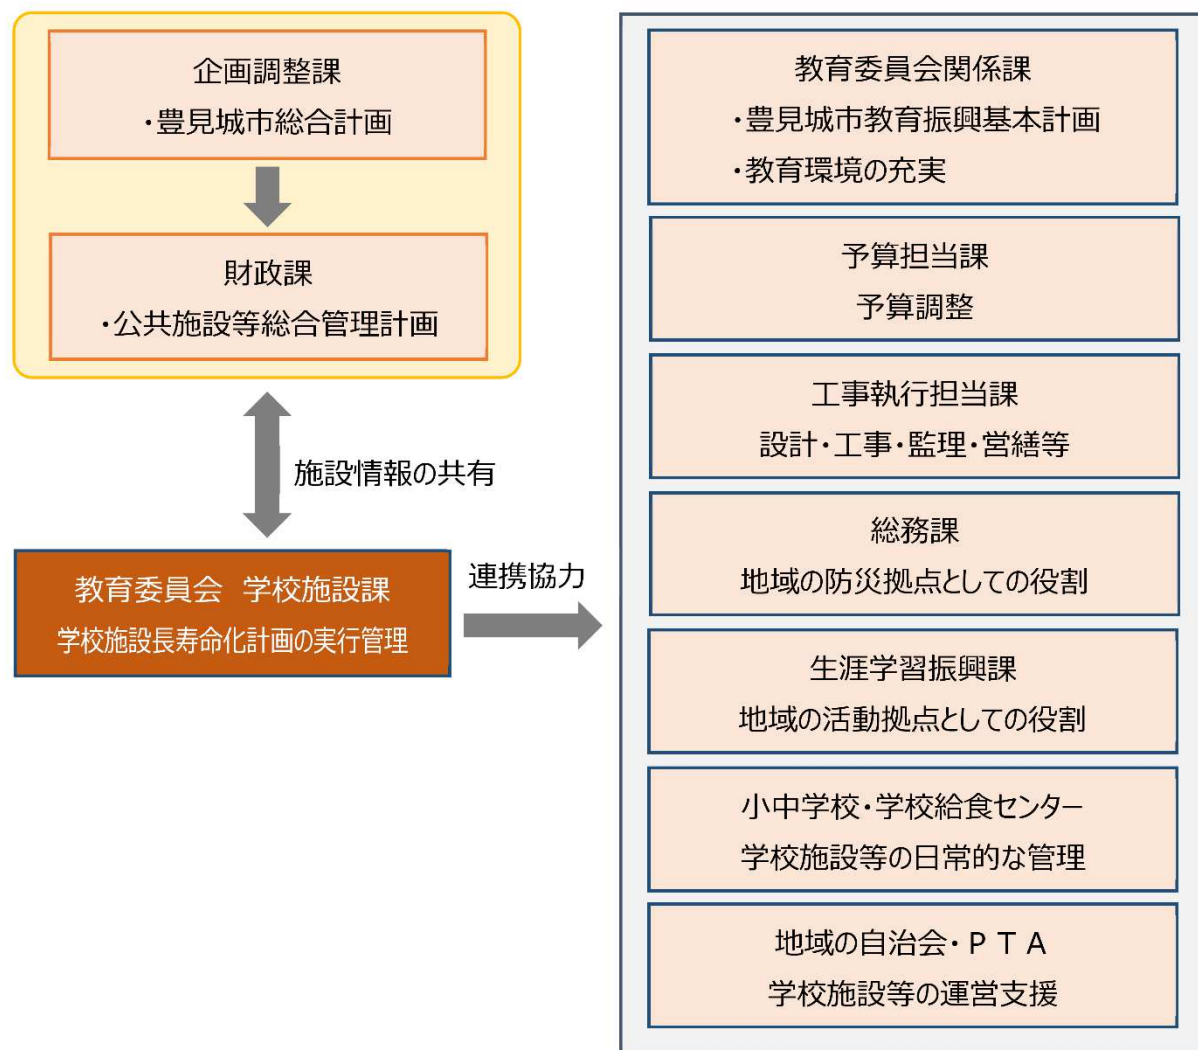 企画調整課
・豊見城市総合計画
財政課
・公共施設等総合管理計画
施設情報の共有
教育委員会　学校施設課
学校施設長寿命化計画の実行管理
連携協力
教育委員会関係課
・豊見城市教育振興基本計画
・教育環境の充実
予算担当課
予算調整
工事執行担当課
設計・工事・監理・営繕等
総務課
地域の防災拠点としての役割
生涯学習振興課
地域の活動拠点としての役割
小中学校・学校給食センター
学校施設等の日常的な管理
地域の自治会・ＰＴＡ
学校施設等の運営支援